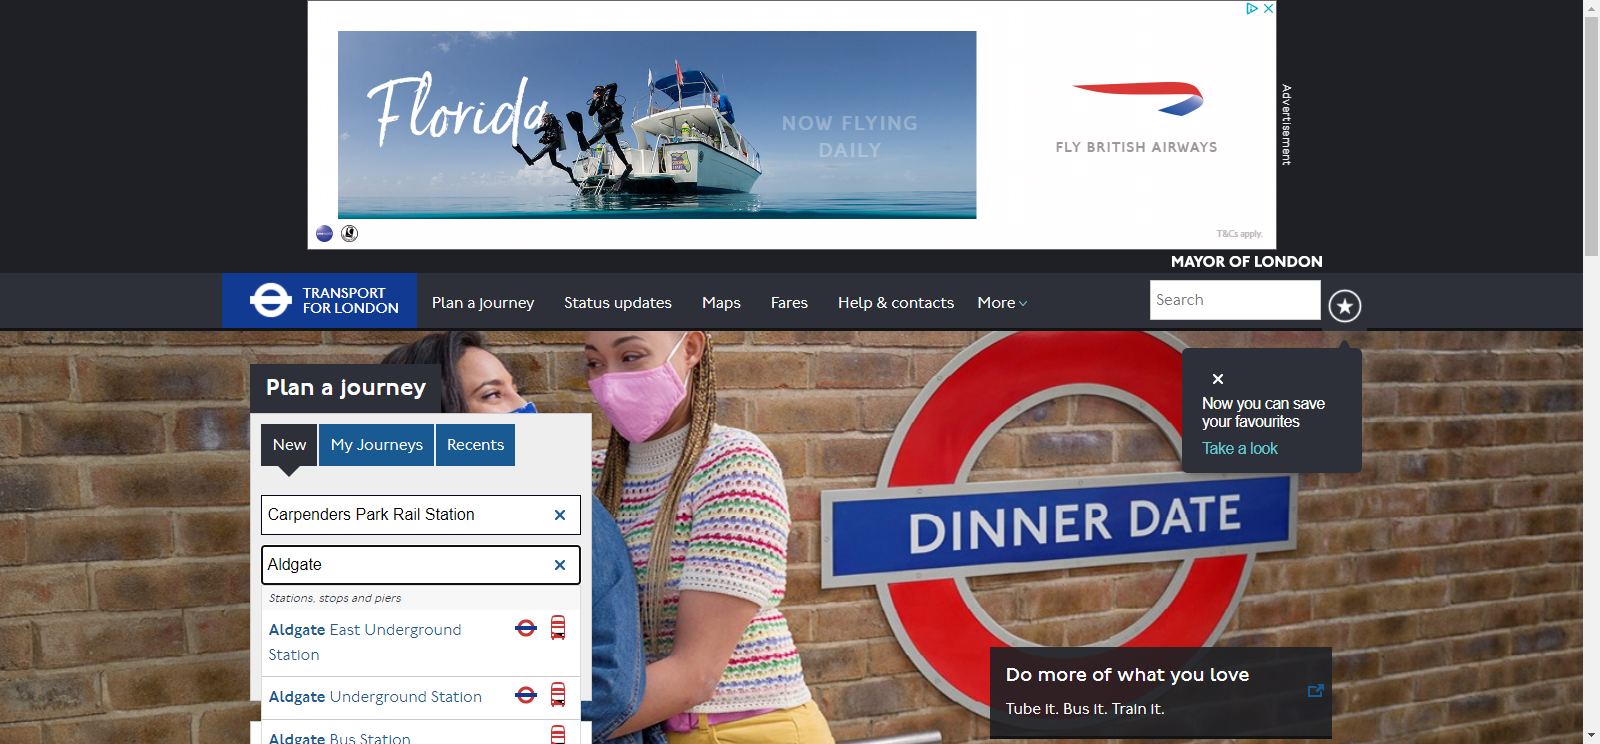 Florida
NOW FLYING
DAILY
FLY BRITISH AIRWAYS
T&Cs apply.
Advertisement
MAYOR OF LONDON
TRANSPORT
FOR LONDON
Plan a journey
Status updates
Maps
Fares
Help & contacts
More
Search
Plan a journey
New
My Journeys
Recents
Carpenders Park Rail Station
Aldgate
Stations, stops and piers
Aldgate East Underground
Station
Aldgate Underground Station
Aldgate Bus Station
Now you can save
your favourites
Take a look
DINNER DATE
Do more of what you love
Tube it. Bus it. Train it.